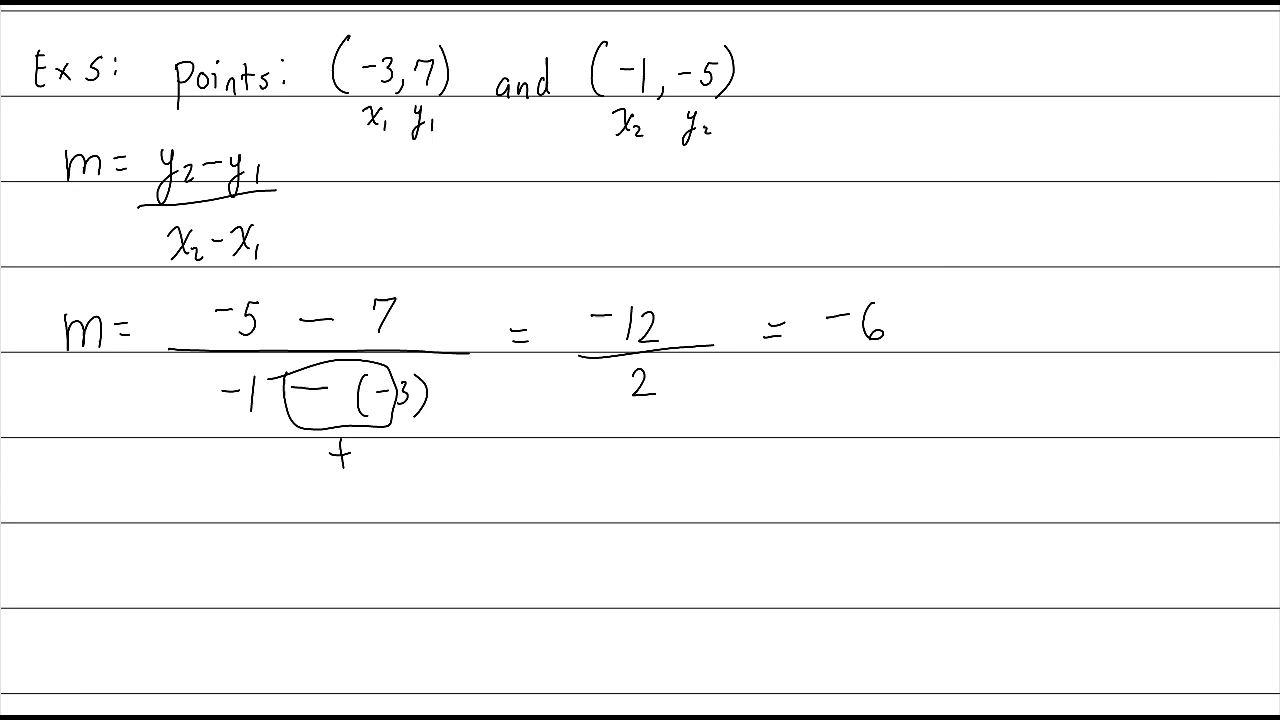 Ex 5: points: (-3, 7) and (-1, -5)
x₁ y₁ x₂ y₂
m = y₂ - y₁
x₂ - x₁
m = -5 - 7 = -12 = -6
-1 - (-3) 2
+